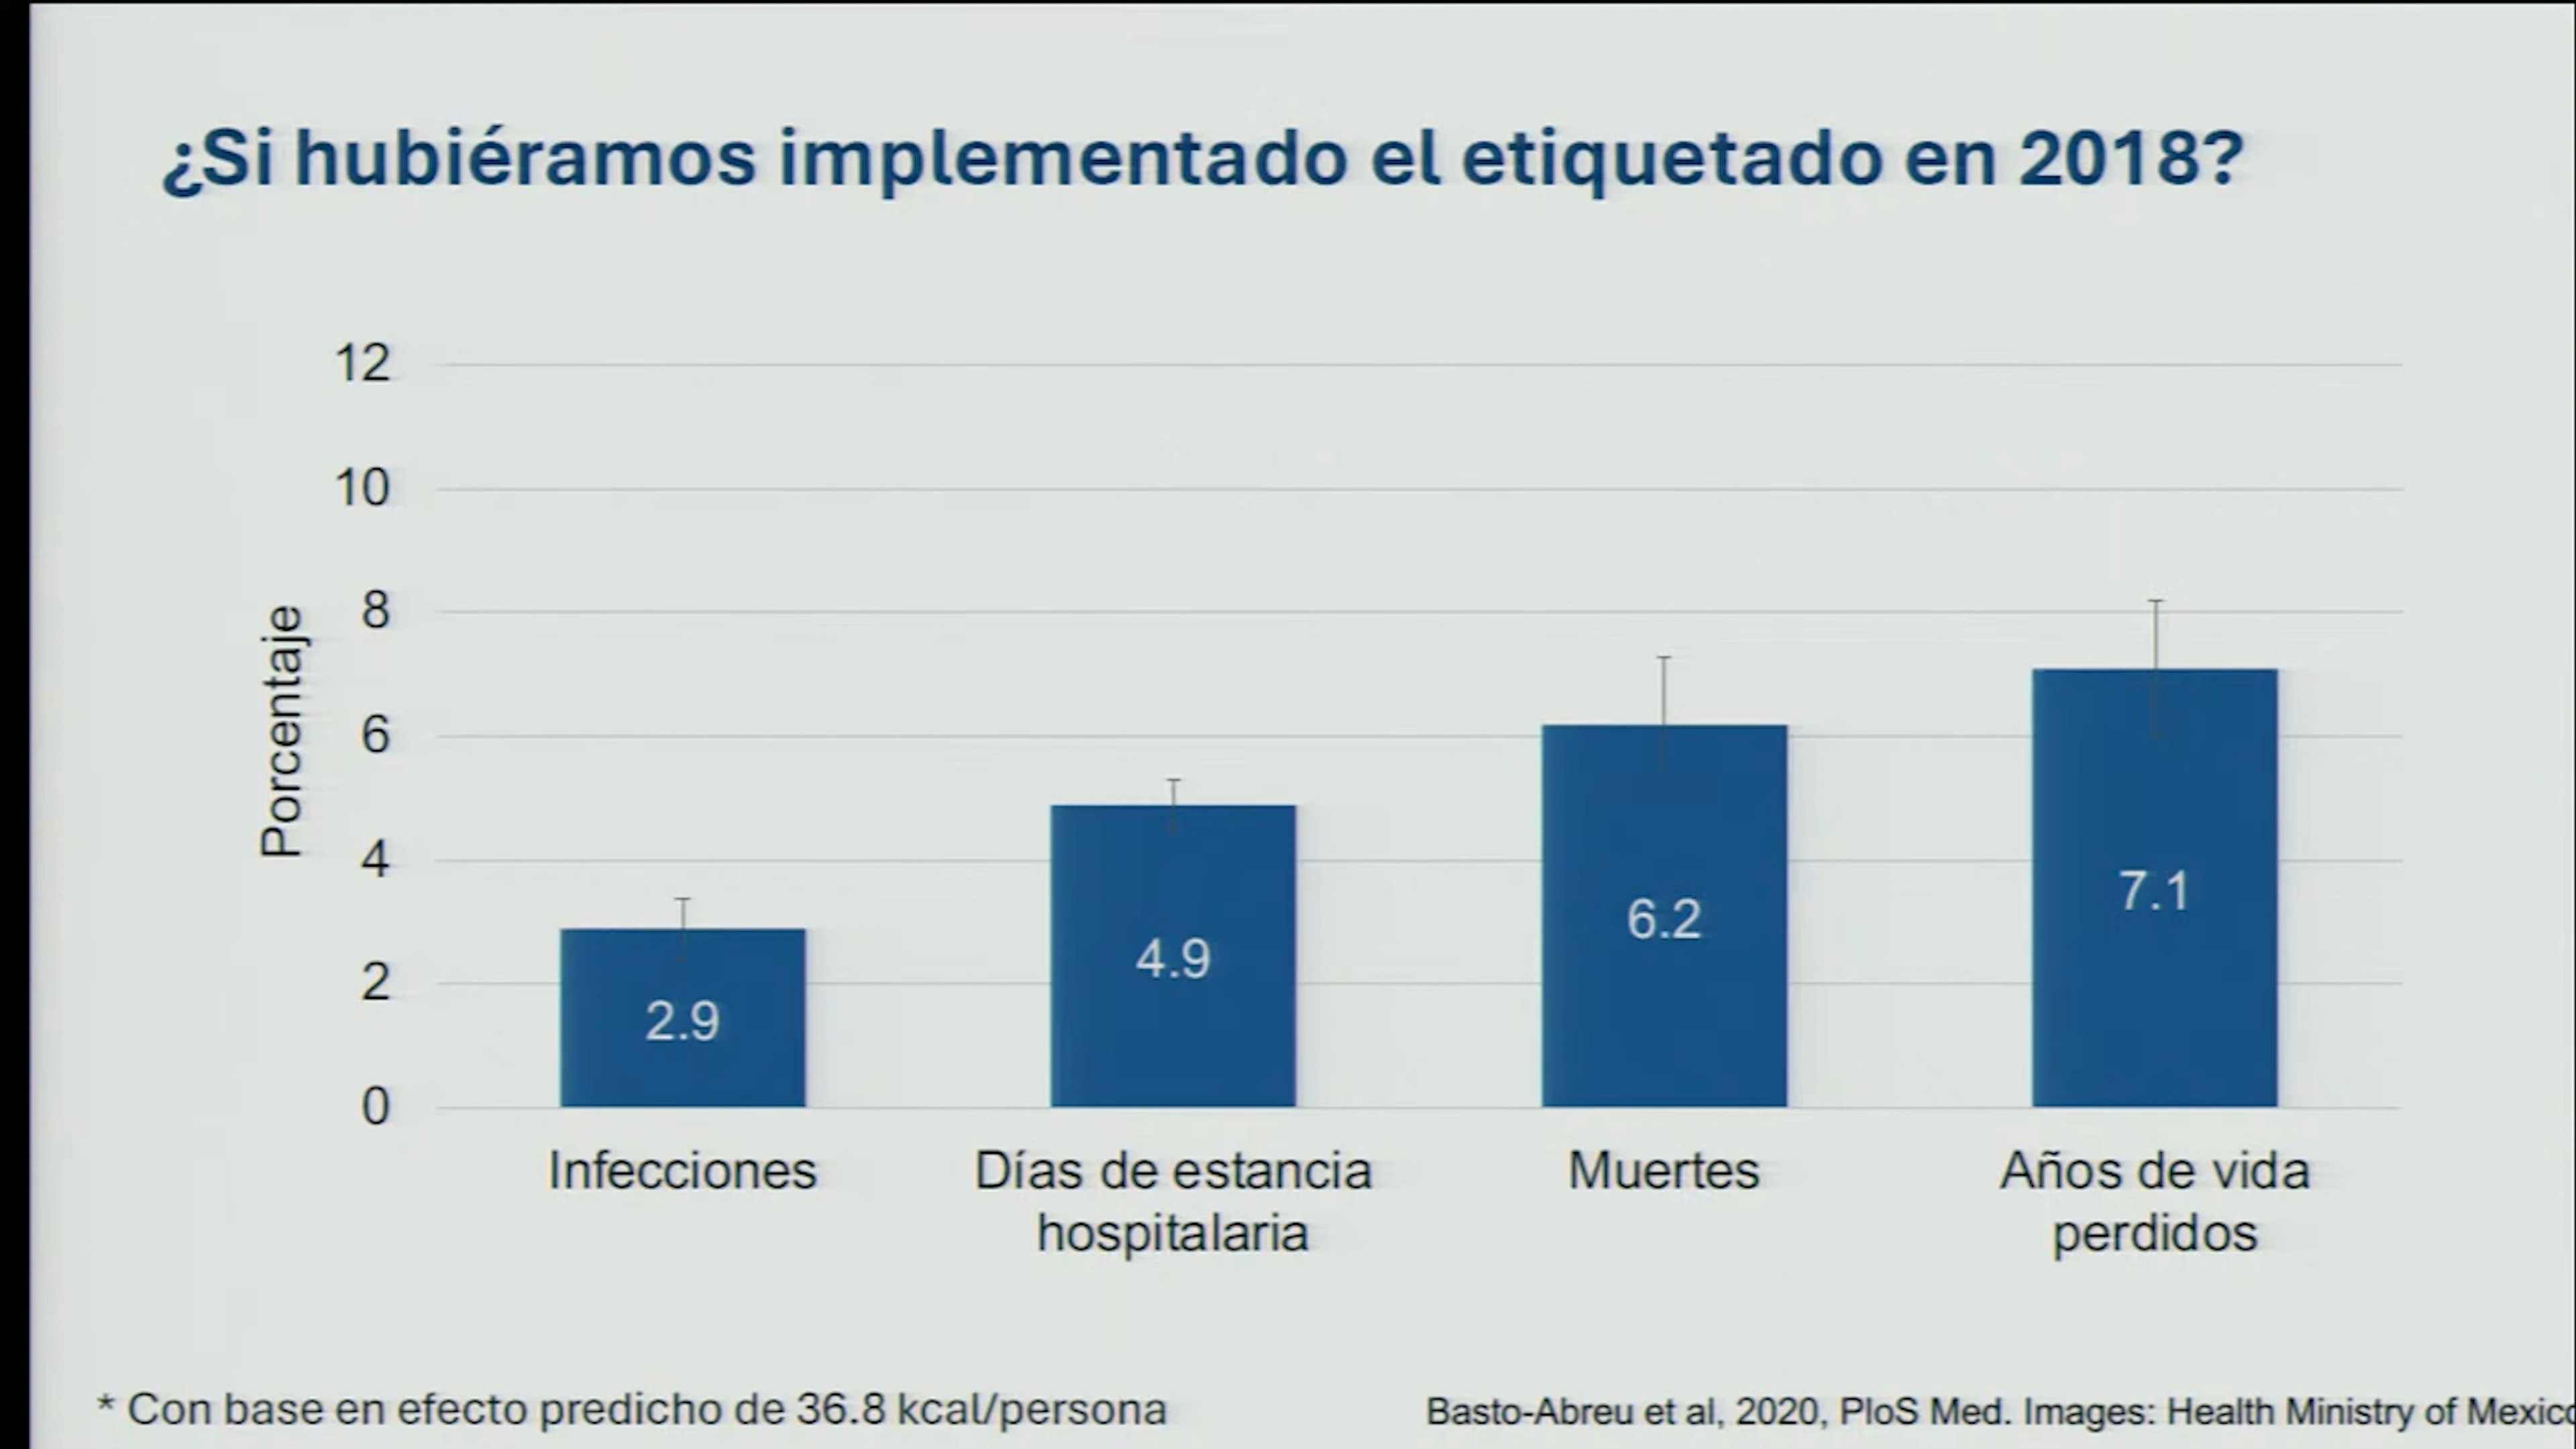 ¿Si hubiéramos implementado el etiquetado en 2018?
12
10
8
6
4
2
0
Porcentaje
2.9
4.9
6.2
7.1
Infecciones
Días de estancia
hospitalaria
Muertes
Años de vida
perdidos
* Con base en efecto predicho de 36.8 kcal/persona
Basto-Abreu et al, 2020, PloS Med. Images: Health Ministry of Mexico